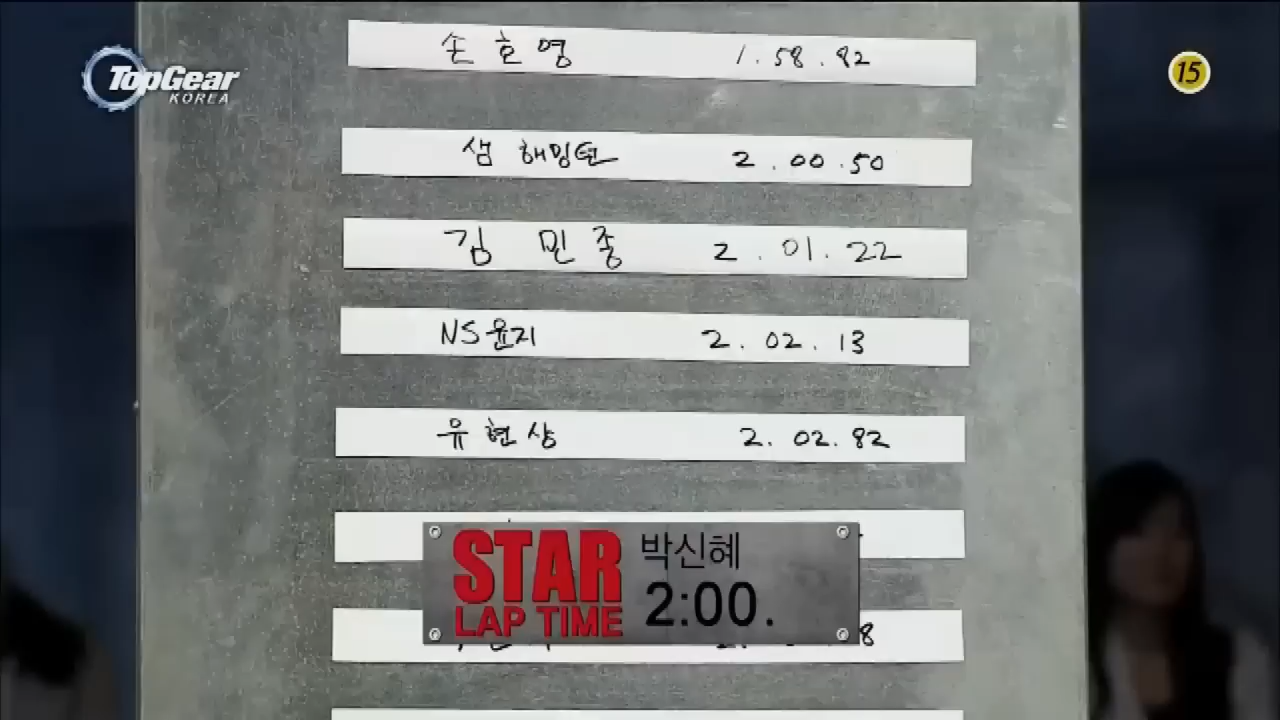 TopGear
KOREA
15
손호영 1.58.82
샘 해밍턴 2.00.50
김 민종 2.01.22
NS윤지 2.02.13
유현상 2.02.82
STAR
LAP TIME
박신혜
2:00.
8